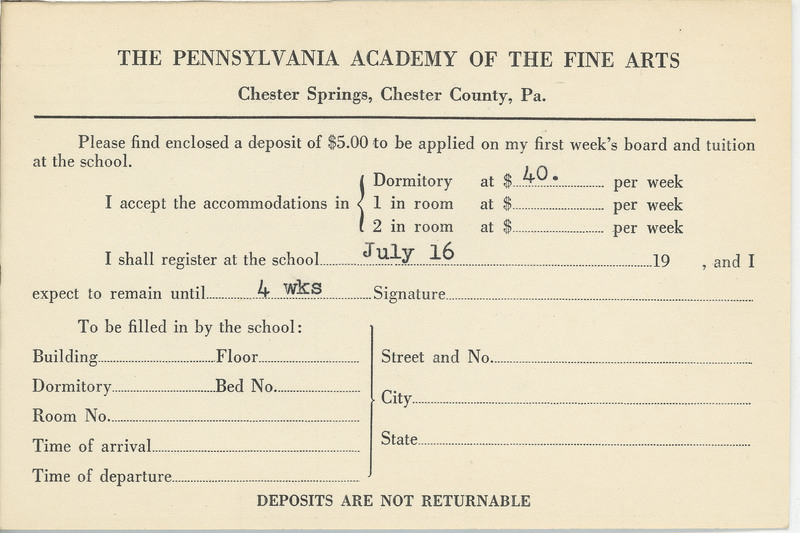 THE PENNSYLVANIA ACADEMY OF THE FINE ARTS
Chester Springs, Chester County, Pa.
Please find enclosed a deposit of $5.00 to be applied on my first week's board and tuition
at the school.
I accept the accommodations in
Dormitory at $ 40. per week
1 in room at $ per week
2 in room at $ per week
I shall register at the school July 16 19 , and I
expect to remain until 4 wks Signature
To be filled in by the school:
Building Floor
Dormitory Bed No.
Room No.
Time of arrival
Time of departure
Street and No.
City
State
DEPOSITS ARE NOT RETURNABLE